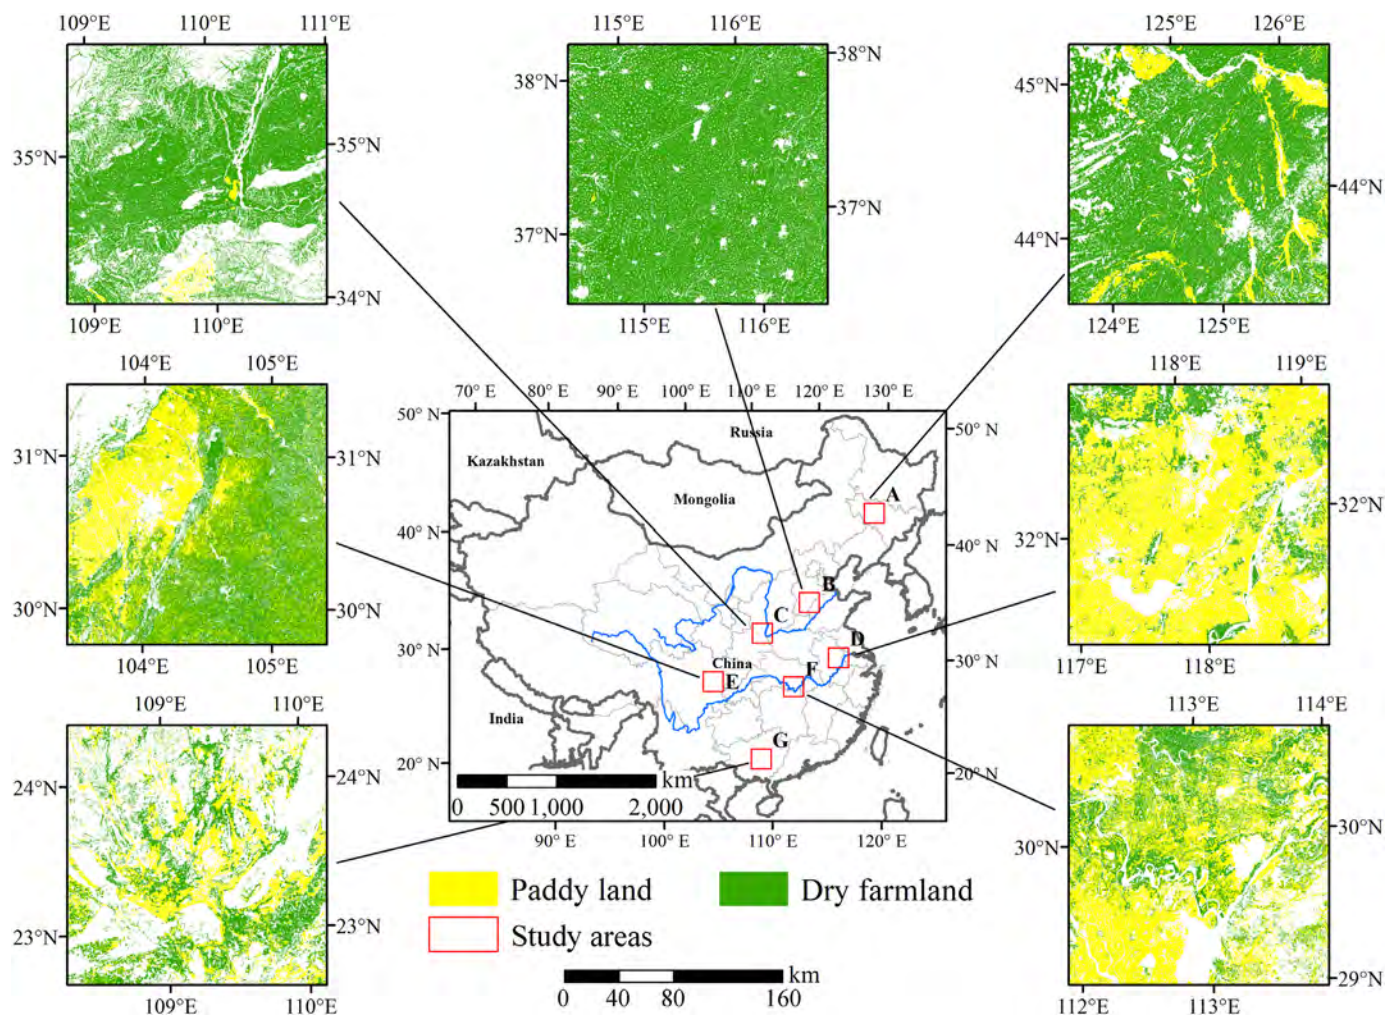 109°E 110°E 111°E
35°N
35°N
34°N
109°E 110°E
115°E 116°E
38°N
38°N
37°N
37°N
115°E 116°E
125°E 126°E
45°N
44°N
44°N
124°E 125°E
104°E 105°E
31°N
31°N
30°N
30°N
104°E 105°E
70° E 80° E 90° E 100° E 110° E 120° E 130° E
50° N
50° N
40° N
40° N
30° N
30° N
20° N
20° N
Russia
Kazakhstan
Mongolia
China
India
A
B
C
D
E
F
G
km
0 500 1,000 2,000
90° E 100° E 110° E 120° E
118°E 119°E
32°N
32°N
117°E 118°E
109°E 110°E
24°N
24°N
23°N
23°N
109°E 110°E
113°E 114°E
30°N
30°N
29°N
112°E 113°E
Paddy land
Dry farmland
Study areas
km
0 40 80 160